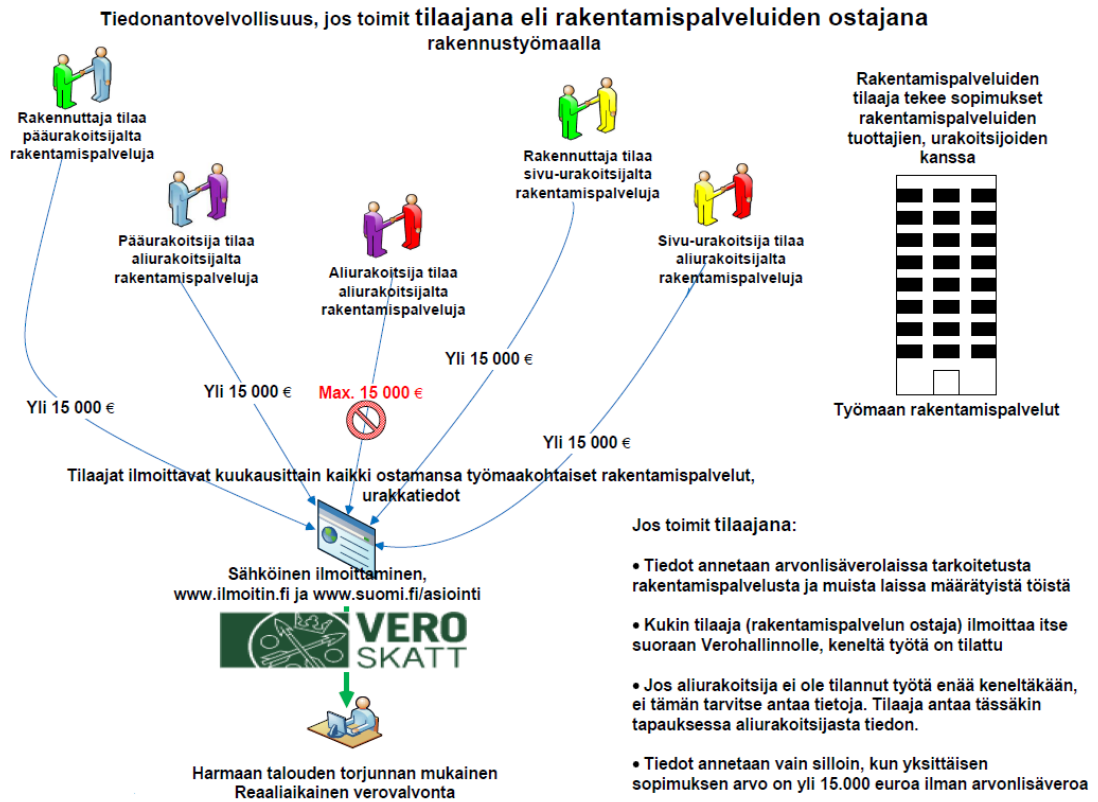 Tiedonantovelvollisuus, jos toimit tilaajana eli rakentamispalveluiden ostajana
rakennustyömaalla
Rakennuttaja tilaa
pääurakoitsijalta
rakentamispalveluja
Pääurakoitsija tilaa
aliurakoitsijalta
rakentamispalveluja
Aliurakoitsija tilaa
aliurakoitsijalta
rakentamispalveluja
Rakennuttaja tilaa
sivu-urakoitsijalta
rakentamispalveluja
Sivu-urakoitsija tilaa
aliurakoitsijalta
rakentamispalveluja
Rakentamispalveluiden
tilaaja tekee sopimukset
rakentamispalveluiden
tuottajien, urakoitsijoiden
kanssa
Työmaan rakentamispalvelut
Yli 15 000 €
Yli 15 000 €
Max. 15 000 €
Yli 15 000 €
Yli 15 000 €
Tilaajat ilmoittavat kuukausittain kaikki ostamansa työmaakohtaiset rakentamispalvelut,
urakkatiedot
Sähköinen ilmoittaminen,
www.ilmoitin.fi ja www.suomi.fi/asiointi
VERO
SKATT
Harmaan talouden torjunnan mukainen
Reaaliaikainen verovalvonta
Jos toimit tilaajana:
• Tiedot annetaan arvonlisäverolaissa tarkoitetusta
rakentamispalvelusta ja muista laissa määrätyistä töistä
• Kukin tilaaja (rakentamispalvelun ostaja) ilmoittaa itse
suoraan Verohallinnolle, keneltä työtä on tilattu
• Jos aliurakoitsija ei ole tilannut työtä enää keneltäkään,
ei tämän tarvitse antaa tietoja. Tilaaja antaa tässäkin
tapauksessa aliurakoitsijasta tiedon.
• Tiedot annetaan vain silloin, kun yksittäisen
sopimuksen arvo on yli 15.000 euroa ilman arvonlisäveroa